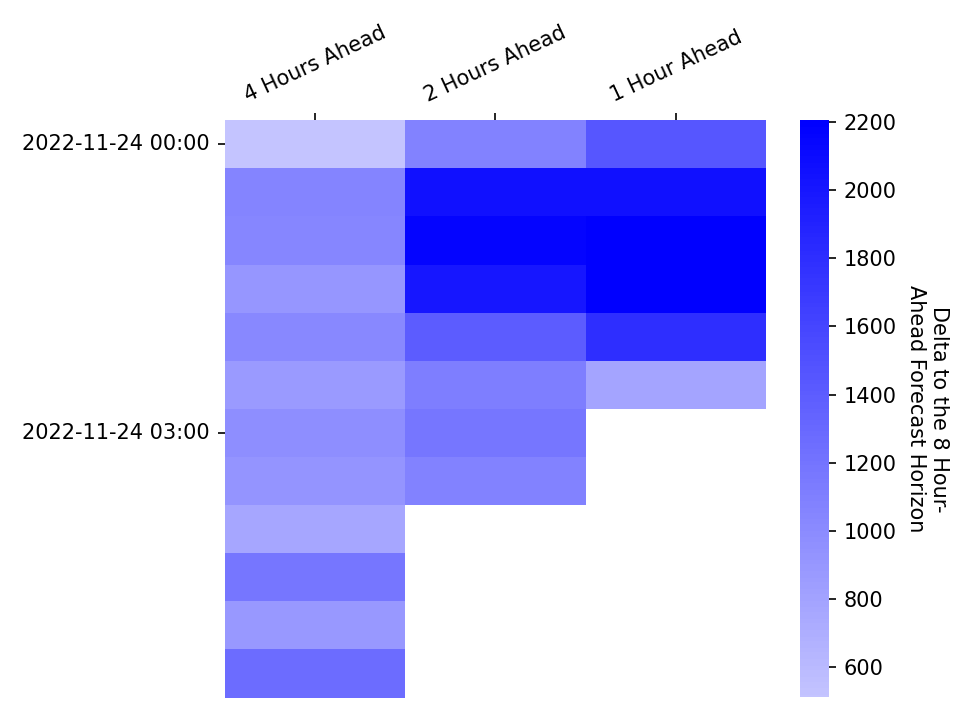 4 Hours Ahead
2 Hours Ahead
1 Hour Ahead
2022-11-24 00:00
2022-11-24 03:00
2200
2000
1800
1600
1400
1200
1000
800
600
Delta to the 8 Hour-
Ahead Forecast Horizon